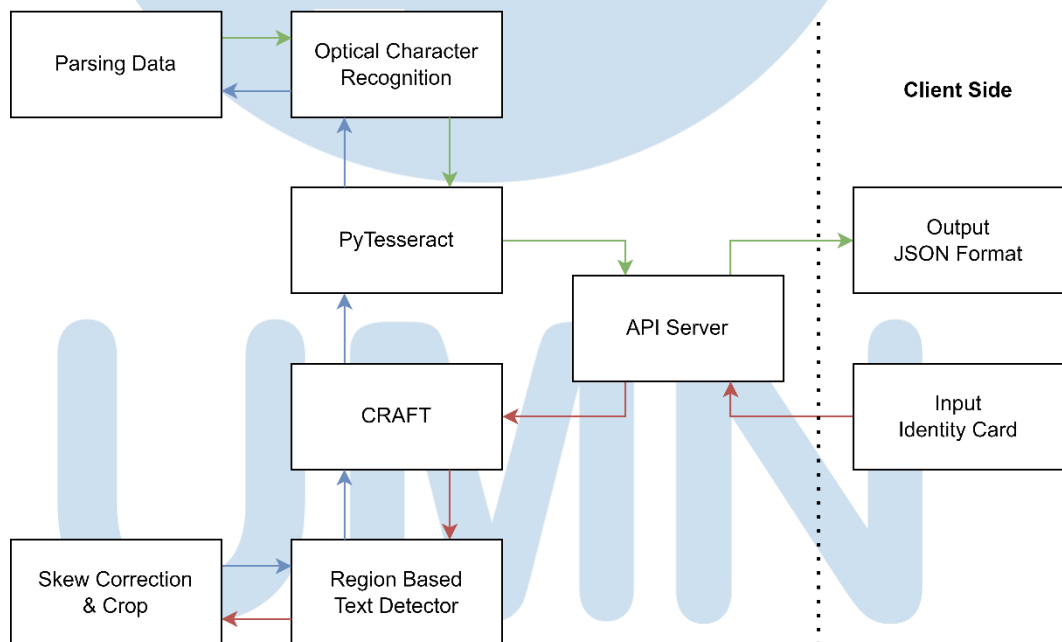 Parsing Data
Optical Character
Recognition
Client Side
PyTesseract
Output
JSON Format
API Server
CRAFT
Input
Identity Card
Skew Correction
& Crop
Region Based
Text Detector
UMN